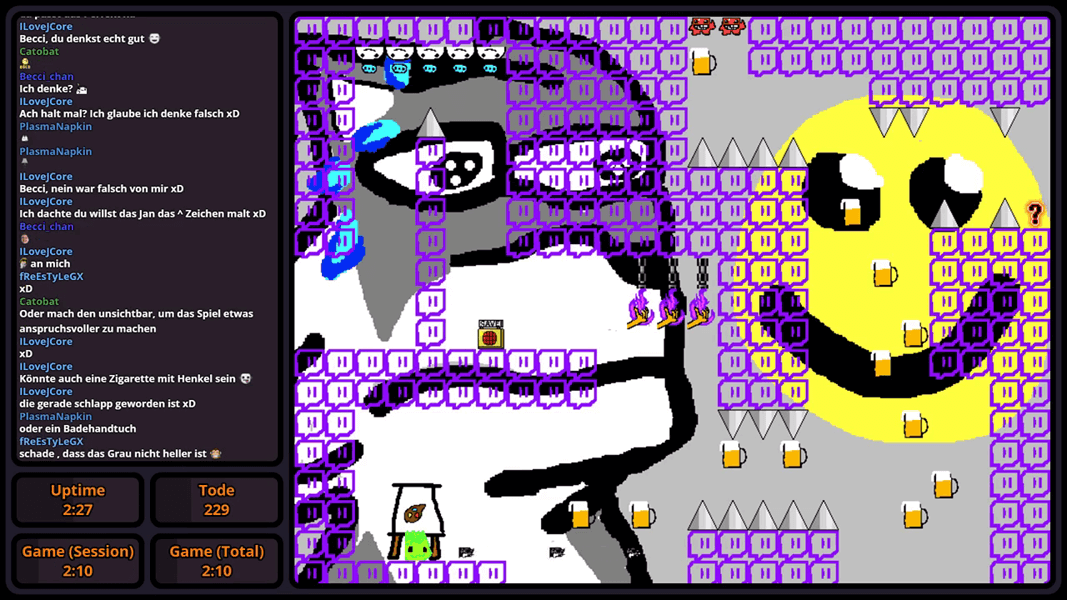 ILoveJCore
Becci, du denkst echt gut
Catobat
Becci chan
Ich denke?
ILoveJCore
Ach halt mal? Ich glaube ich denke falsch xD
PlasmaNapkin
PlasmaNapkin
ILoveJCore
Becci, nein war falsch von mir xD
ILoveJCore
Ich dachte du willst das Jan das ^ Zeichen malt xD
Becci chan
ILoveJCore
an mich
fReEsTyLeGX
xD
Catobat
Oder mach den unsichtbar, um das Spiel etwas
anspruchsvoller zu machen
ILoveJCore
xD
ILoveJCore
Könnte auch eine Zigarette mit Henkel sein
ILoveJCore
die gerade schlapp geworden ist xD
PlasmaNapkin
oder ein Badehandtuch
fReEsTyLeGX
schade , dass das Grau nicht heller ist
Uptime
2:27
Tode
229
Game (Session)
2:10
Game (Total)
2:10
SAVE
?